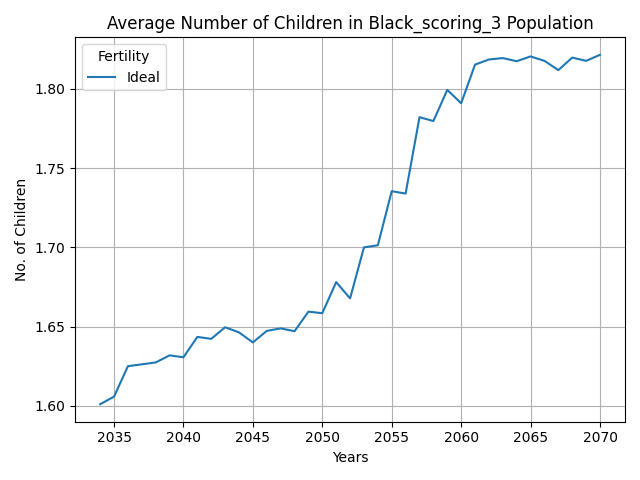 Average Number of Children in Black_scoring_3 Population
Fertility
Ideal
No. of Children
1.80
1.75
1.70
1.65
1.60
2035 2040 2045 2050 2055 2060 2065 2070
Years